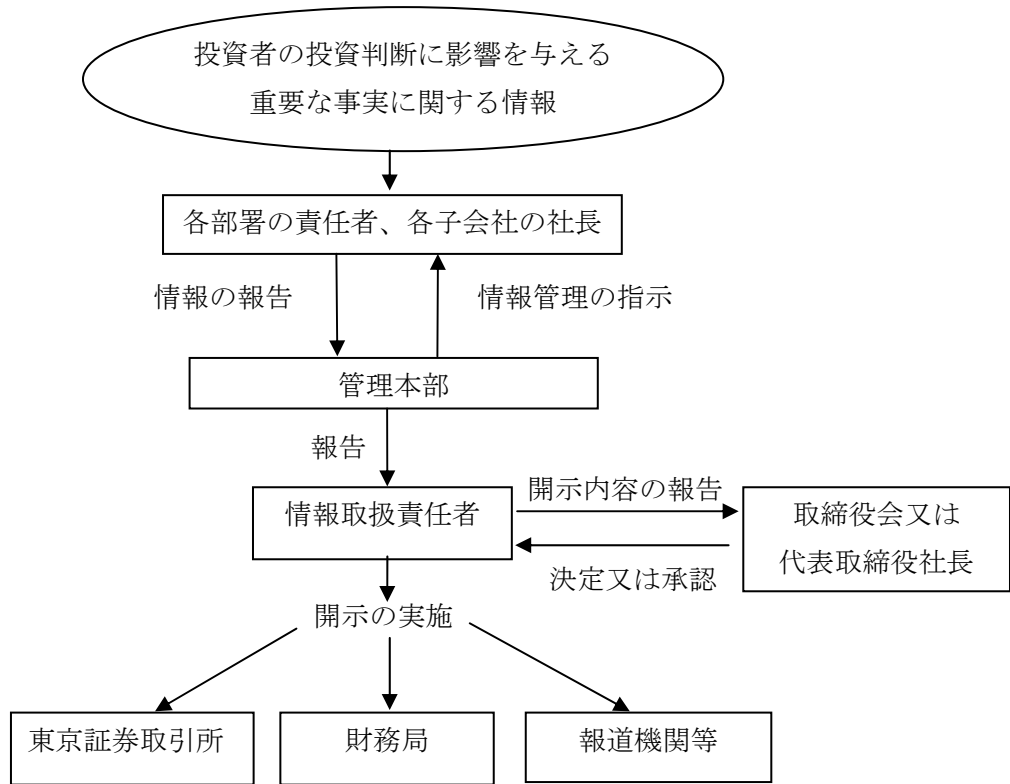 投資者の投資判断に影響を与える
重要な事実に関する情報
各部署の責任者、各子会社の社長
情報の報告
情報管理の指示
管理本部
報告
情報取扱責任者
開示内容の報告
取締役会又は
代表取締役社長
決定又は承認
開示の実施
東京証券取引所
財務局
報道機関等